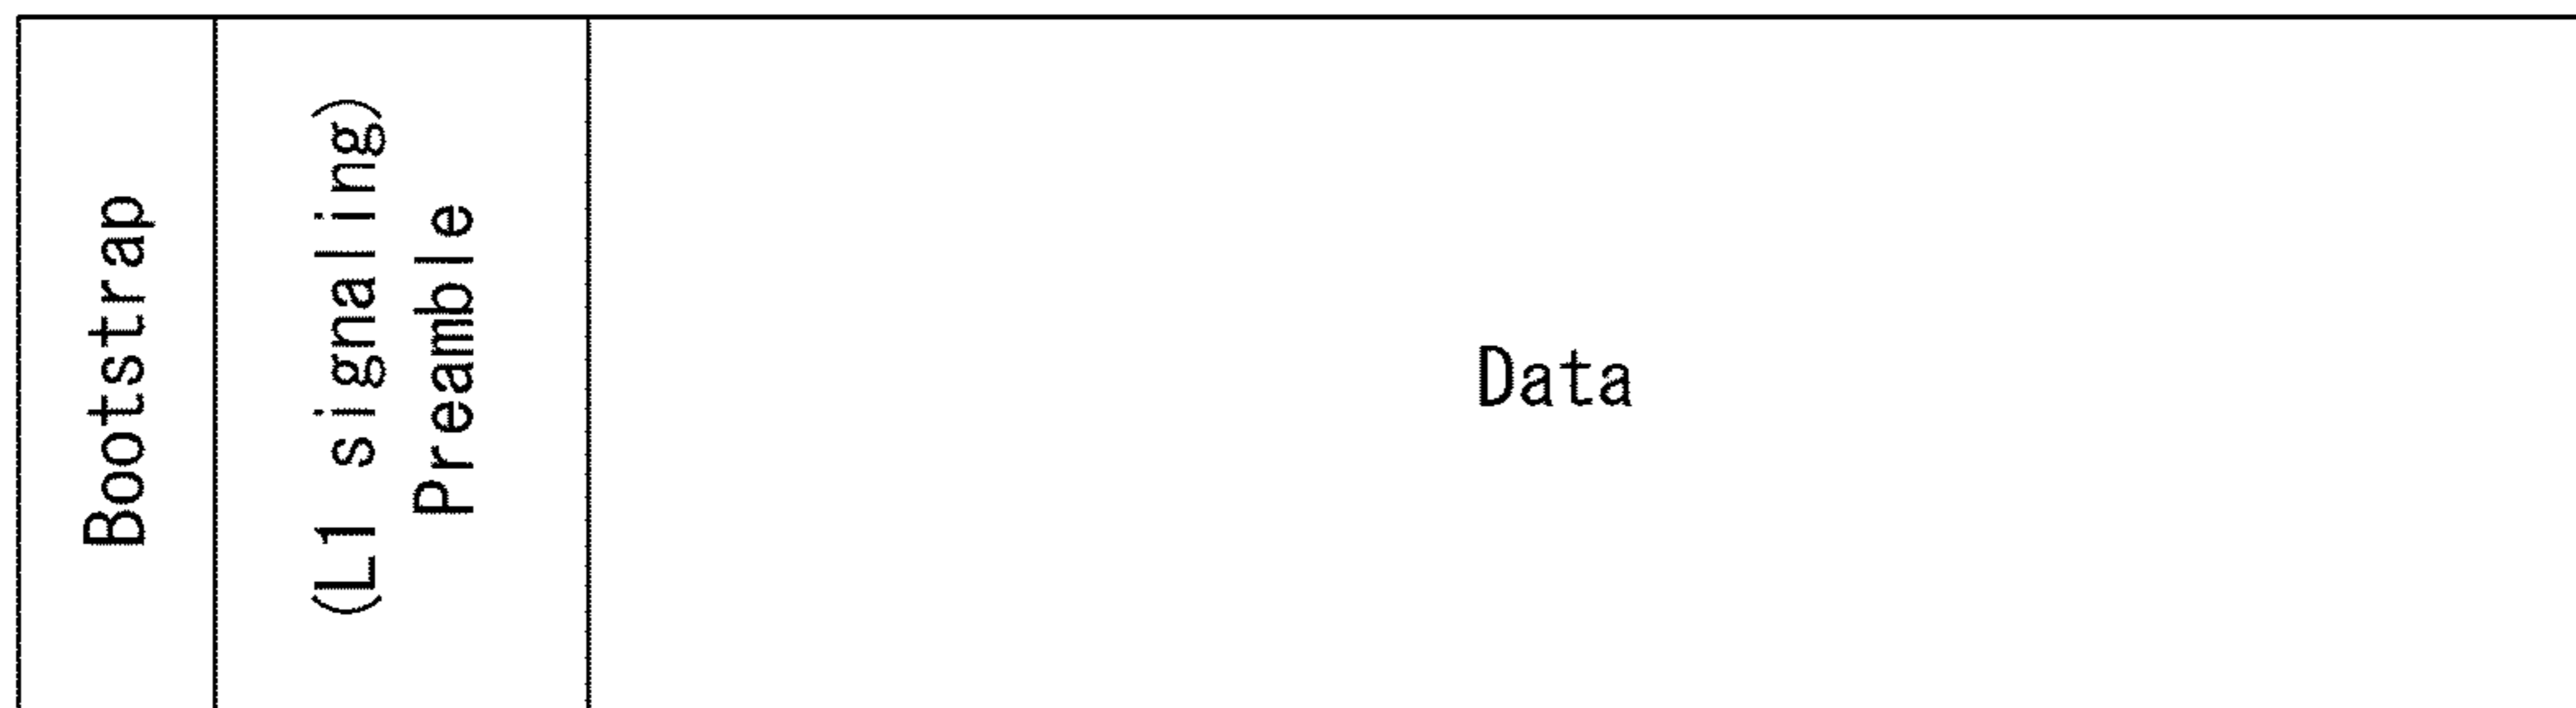 Bootstrap
(L1 signaling)
Preamble
Data